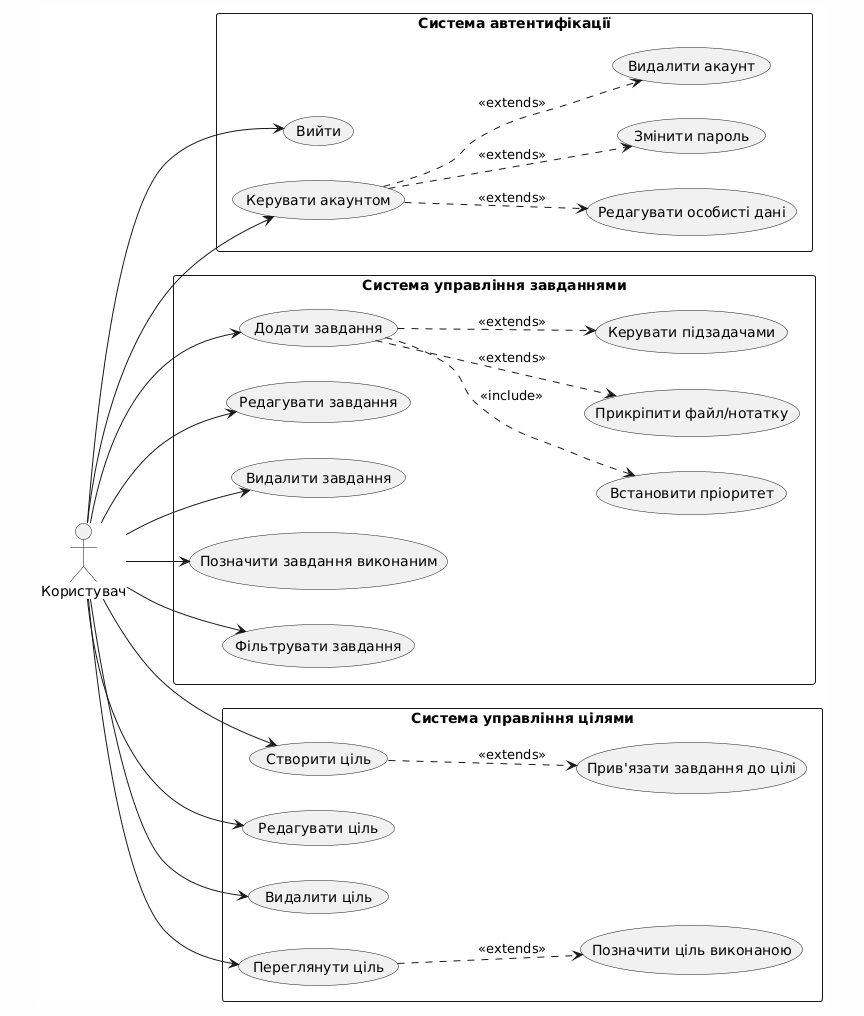 Система автентифікації
Видалити акаунт
«extends»
Вийти
Змінити пароль
«extends»
Керувати акаунтом
«extends»
Редагувати особисті дані
Система управління завданнями
Додати завдання
«extends»
Керувати підзадачами
«extends»
Редагувати завдання
«include»
Прикріпити файл/нотатку
Видалити завдання
Встановити пріоритет
Позначити завдання виконаним
Користувач
Фільтрувати завдання
Система управління цілями
Створити ціль
«extends»
Прив'язати завдання до цілі
Редагувати ціль
Видалити ціль
Переглянути ціль
«extends»
Позначити ціль виконаною